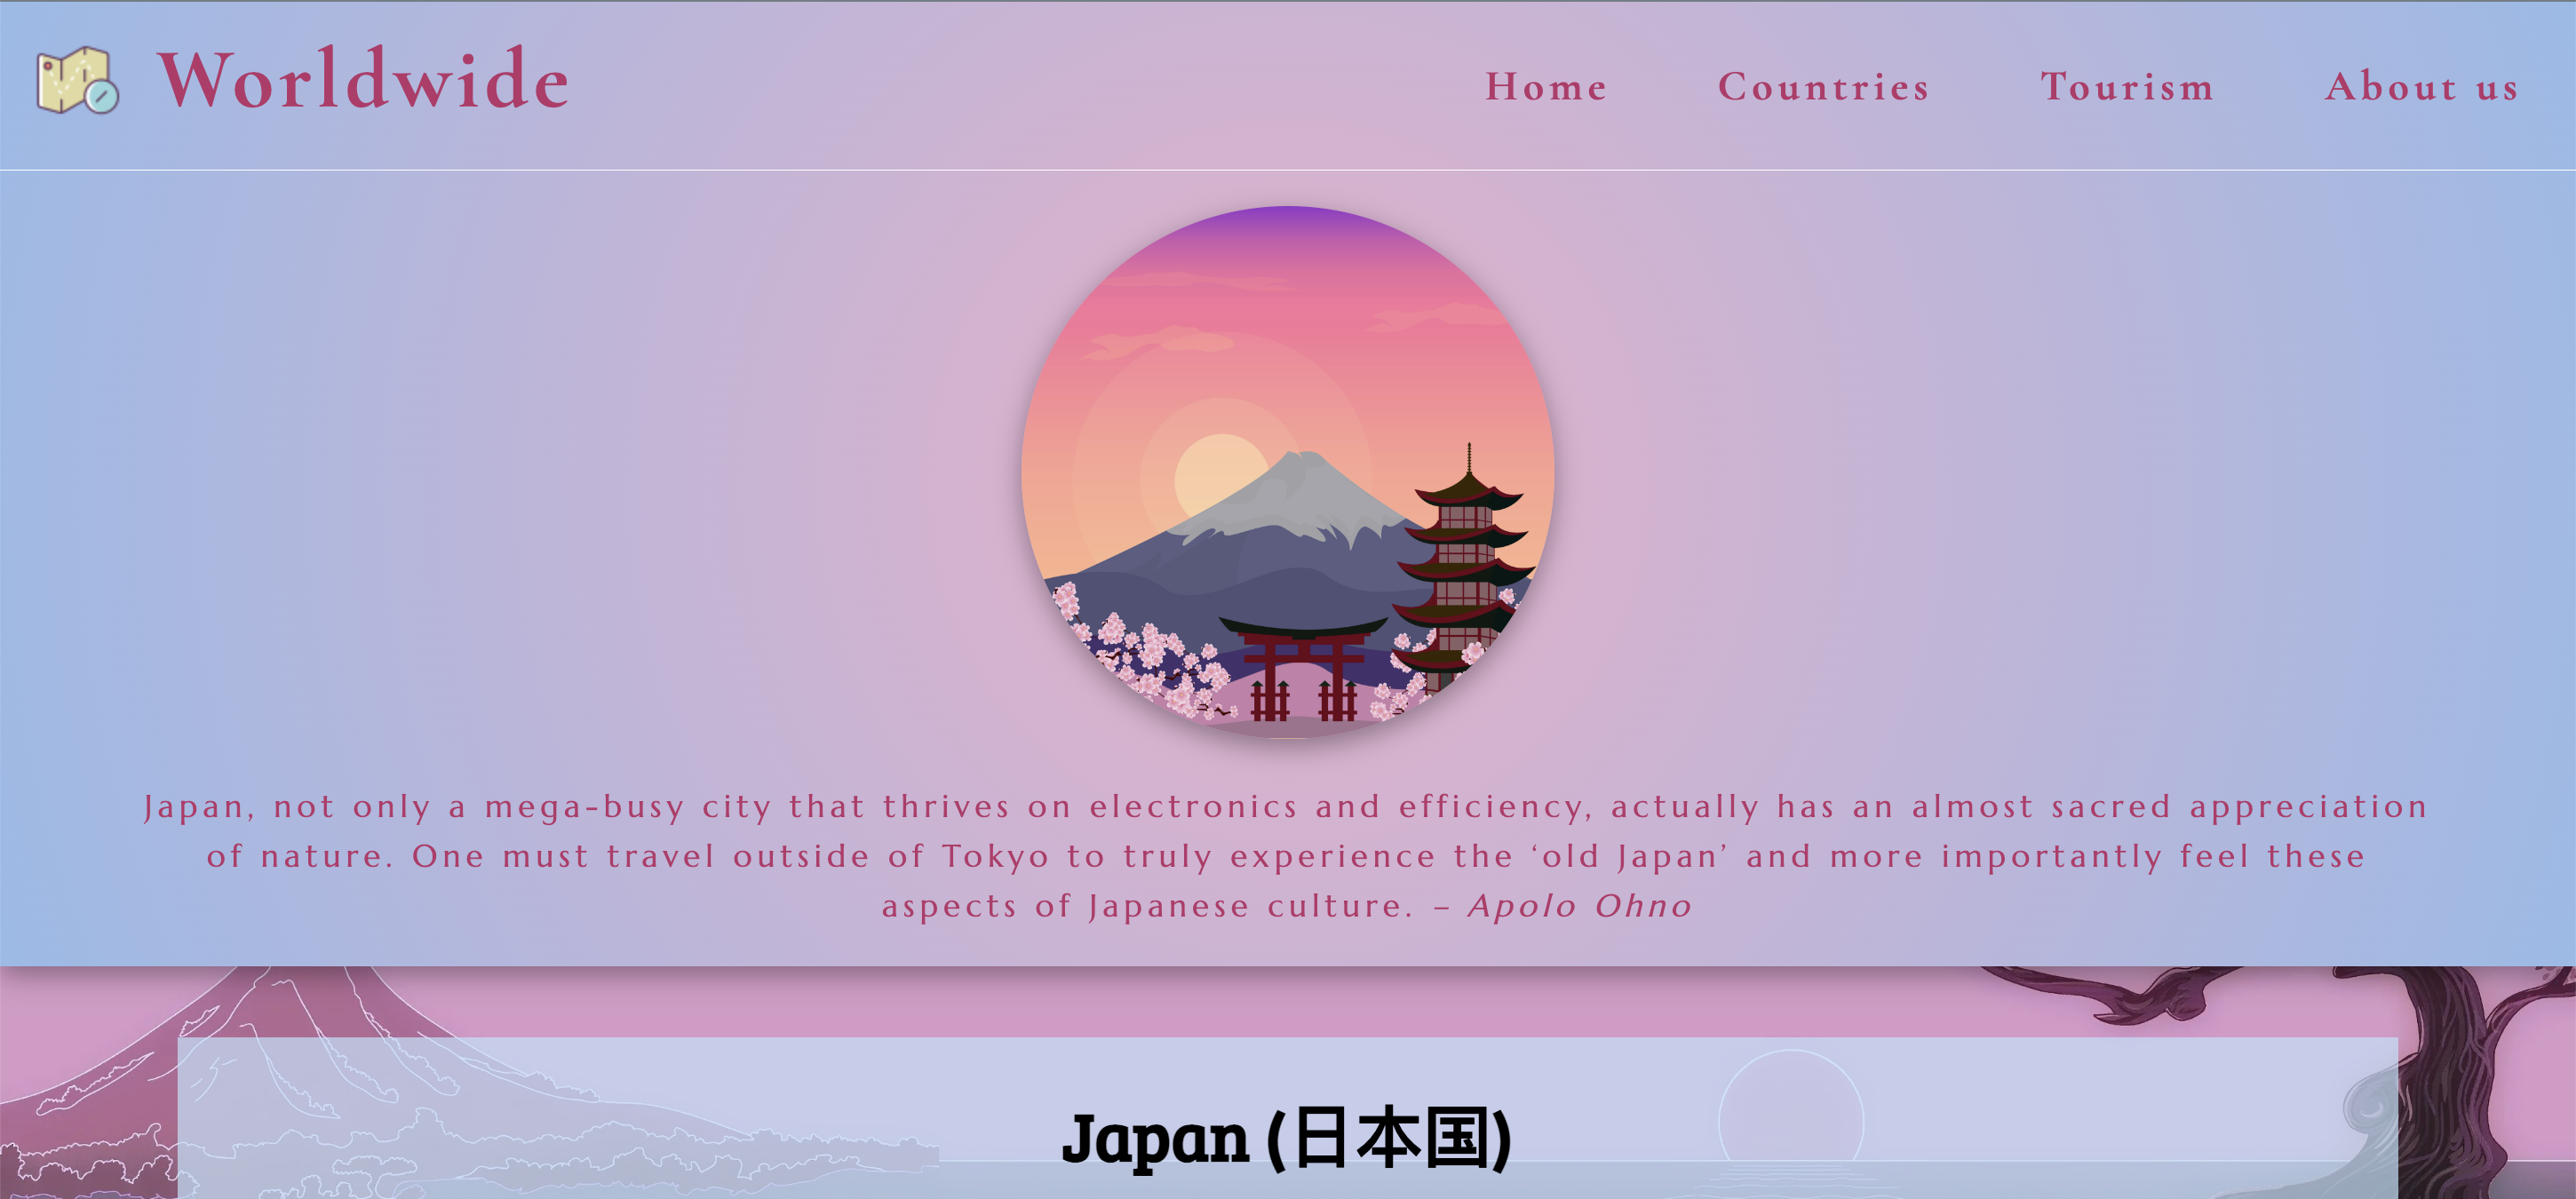 Worldwide
Home Countries Tourism About us
Japan, not only a mega-busy city that thrives on electronics and efficiency, actually has an almost sacred appreciation
of nature. One must travel outside of Tokyo to truly experience the ‘old Japan’ and more importantly feel these
aspects of Japanese culture. – Apolo Ohno
Japan (日本国)